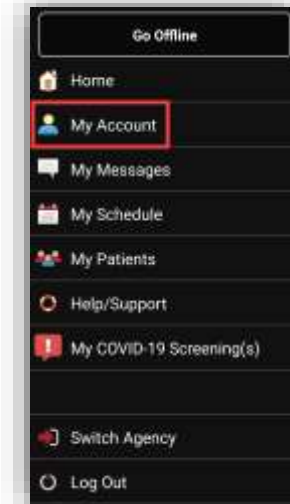 Go Offline
Home
My Account
My Messages
My Schedule
My Patients
Help/Support
My COVID-19 Screening(s)
Switch Agency
Log Out